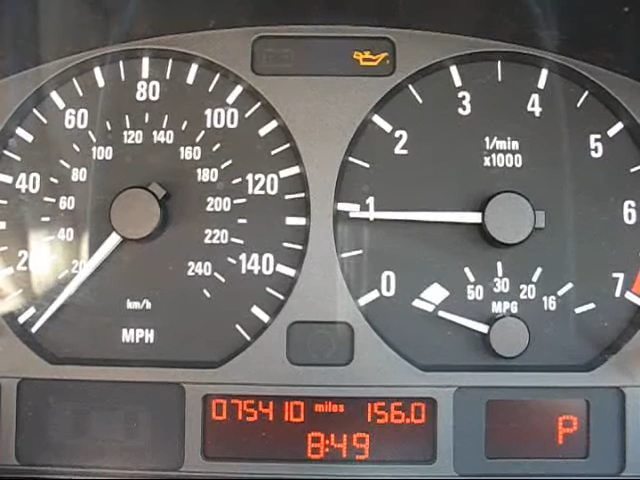 80
60 100
120 140
100 160
40 80 180 120
60 200
40 220
20 20 240 140
km/h
MPH
3 4
2 5
1/min
x1000
1 6
0 7
50 30 20 16
MPG
075410 miles 156.0
8:49
P